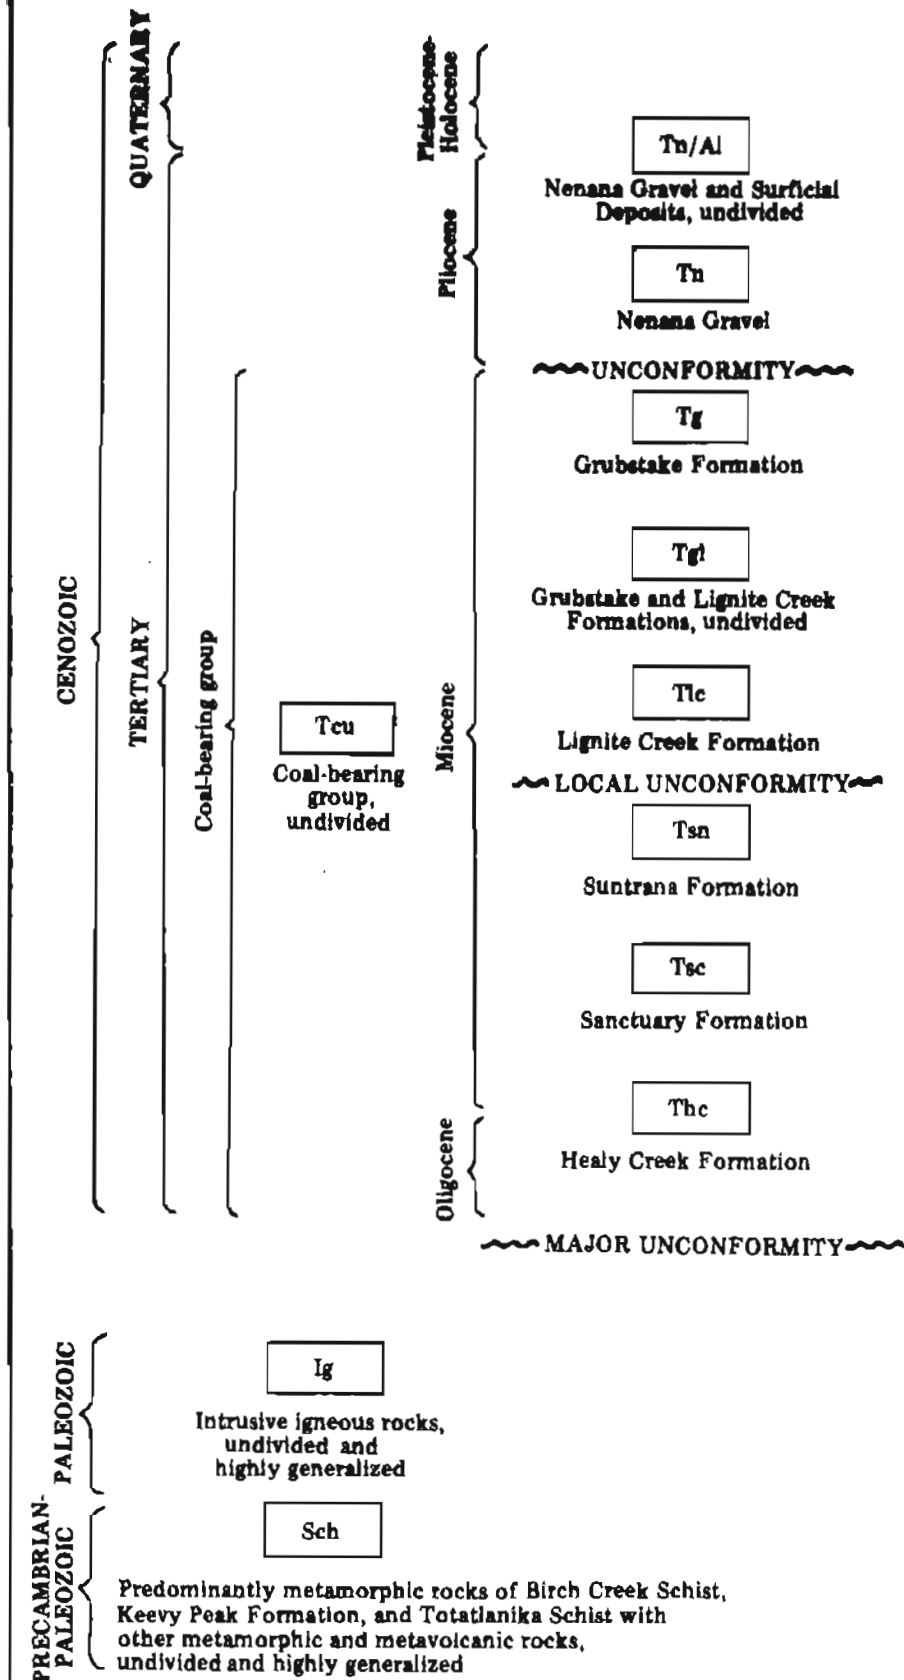 QUATERNARY
Pleistocene-
Holocene
Tn/Al
Nenana Gravel and Surficial
Deposits, undivided
Pliocene
Tn
Nenana Gravel
UNCONFORMITY
Tg
Grubstake Formation
Tgl
Grubstake and Lignite Creek
Formations, undivided
CENOZOIC
TERTIARY
Coal-bearing group
Tcu
Coal-bearing
group,
undivided
Miocene
Tlc
Lignite Creek Formation
LOCAL UNCONFORMITY
Tsn
Suntrana Formation
Tsc
Sanctuary Formation
Oligocene
Thc
Healy Creek Formation
MAJOR UNCONFORMITY
PALEOZOIC
Ig
Intrusive igneous rocks,
undivided and
highly generalized
PRECAMBRIAN-
PALEOZOIC
Sch
Predominantly metamorphic rocks of Birch Creek Schist,
Keevy Peak Formation, and Totatlanika Schist with
other metamorphic and metavolcanic rocks,
undivided and highly generalized